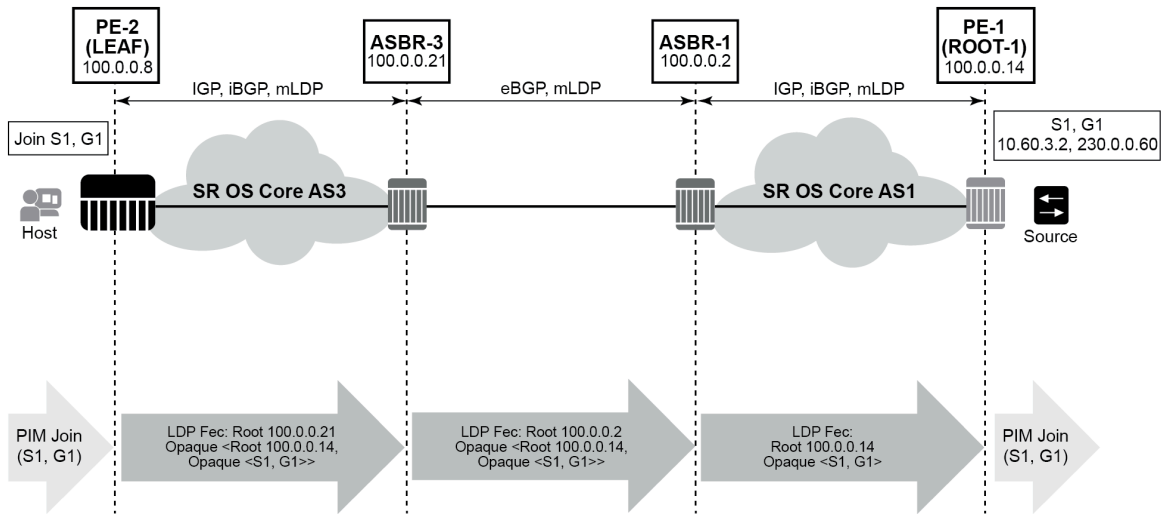 PE-2
(LEAF)
100.0.0.8
ASBR-3
100.0.0.21
ASBR-1
100.0.0.2
PE-1
(ROOT-1)
100.0.0.14
IGP, iBGP, mLDP
eBGP, mLDP
IGP, iBGP, mLDP
Join S1, G1
S1, G1
10.60.3.2, 230.0.0.60
SR OS Core AS3
SR OS Core AS1
Host
Source
PIM Join
(S1, G1)
LDP Fec: Root 100.0.0.21
Opaque <Root 100.0.0.14,
Opaque <S1, G1>>
LDP Fec: Root 100.0.0.2
Opaque <Root 100.0.0.14,
Opaque <S1, G1>>
LDP Fec:
Root 100.0.0.14
Opaque <S1, G1>
PIM Join
(S1, G1)